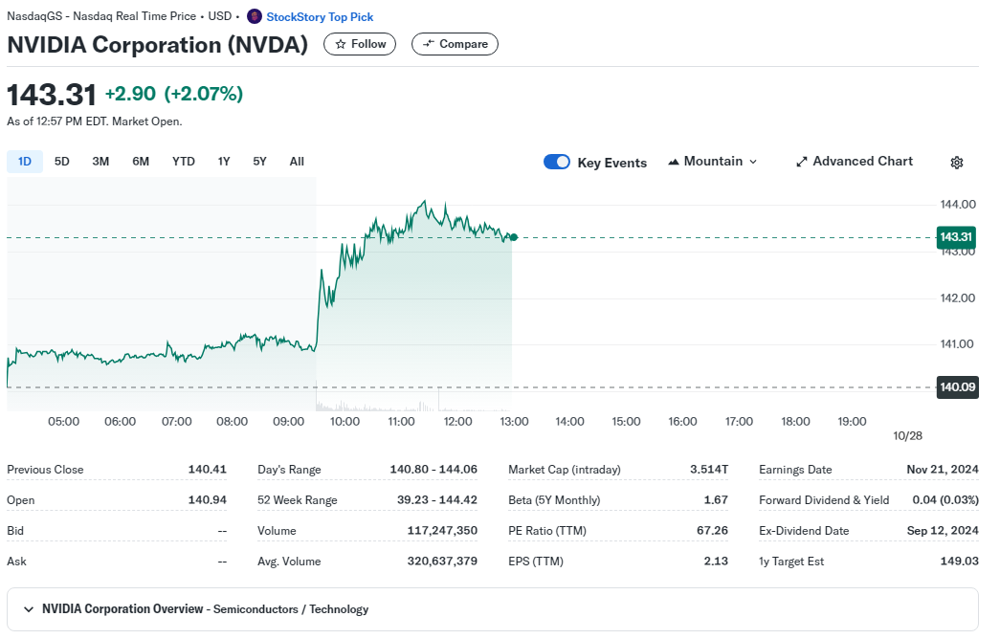 NasdaqGS - Nasdaq Real Time Price • USD • StockStory Top Pick
NVIDIA Corporation (NVDA) Follow Compare
143.31 +2.90 (+2.07%)
As of 12:57 PM EDT. Market Open.
1D 5D 3M 6M YTD 1Y 5Y All Key Events Mountain Advanced Chart
144.00
143.31
143.00
142.00
141.00
140.09
05:00 06:00 07:00 08:00 09:00 10:00 11:00 12:00 13:00 14:00 15:00 16:00 17:00 18:00 19:00
10/28
Previous Close 140.41 Day's Range 140.80 - 144.06 Market Cap (intraday) 3.514T Earnings Date Nov 21, 2024
Open 140.94 52 Week Range 39.23 - 144.42 Beta (5Y Monthly) 1.67 Forward Dividend & Yield 0.04 (0.03%)
Bid -- Volume 117,247,350 PE Ratio (TTM) 67.26 Ex-Dividend Date Sep 12, 2024
Ask -- Avg. Volume 320,637,379 EPS (TTM) 2.13 1y Target Est 149.03
NVIDIA Corporation Overview - Semiconductors / Technology